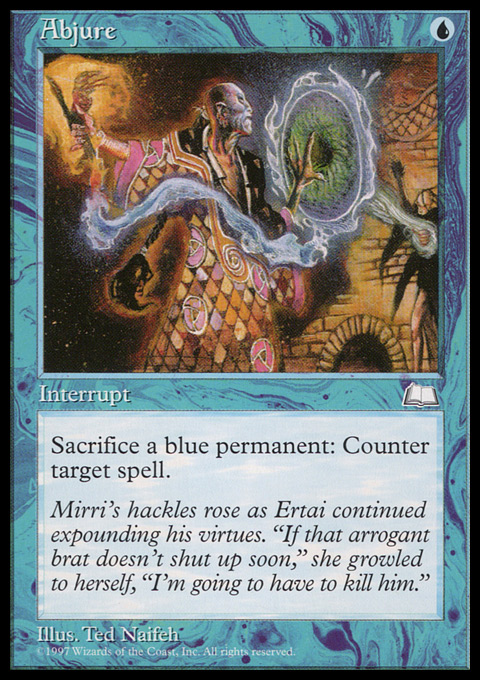 Abjure
Interrupt
Sacrifice a blue permanent: Counter
target spell.
Mirri's hackles rose as Ertai continued
expounding his virtues. “If that arrogant
brat doesn't shut up soon,” she growled
to herself, “I'm going to have to kill him.”
Illus. Ted Naifeh
©1997 Wizards of the Coast, Inc. All rights reserved.